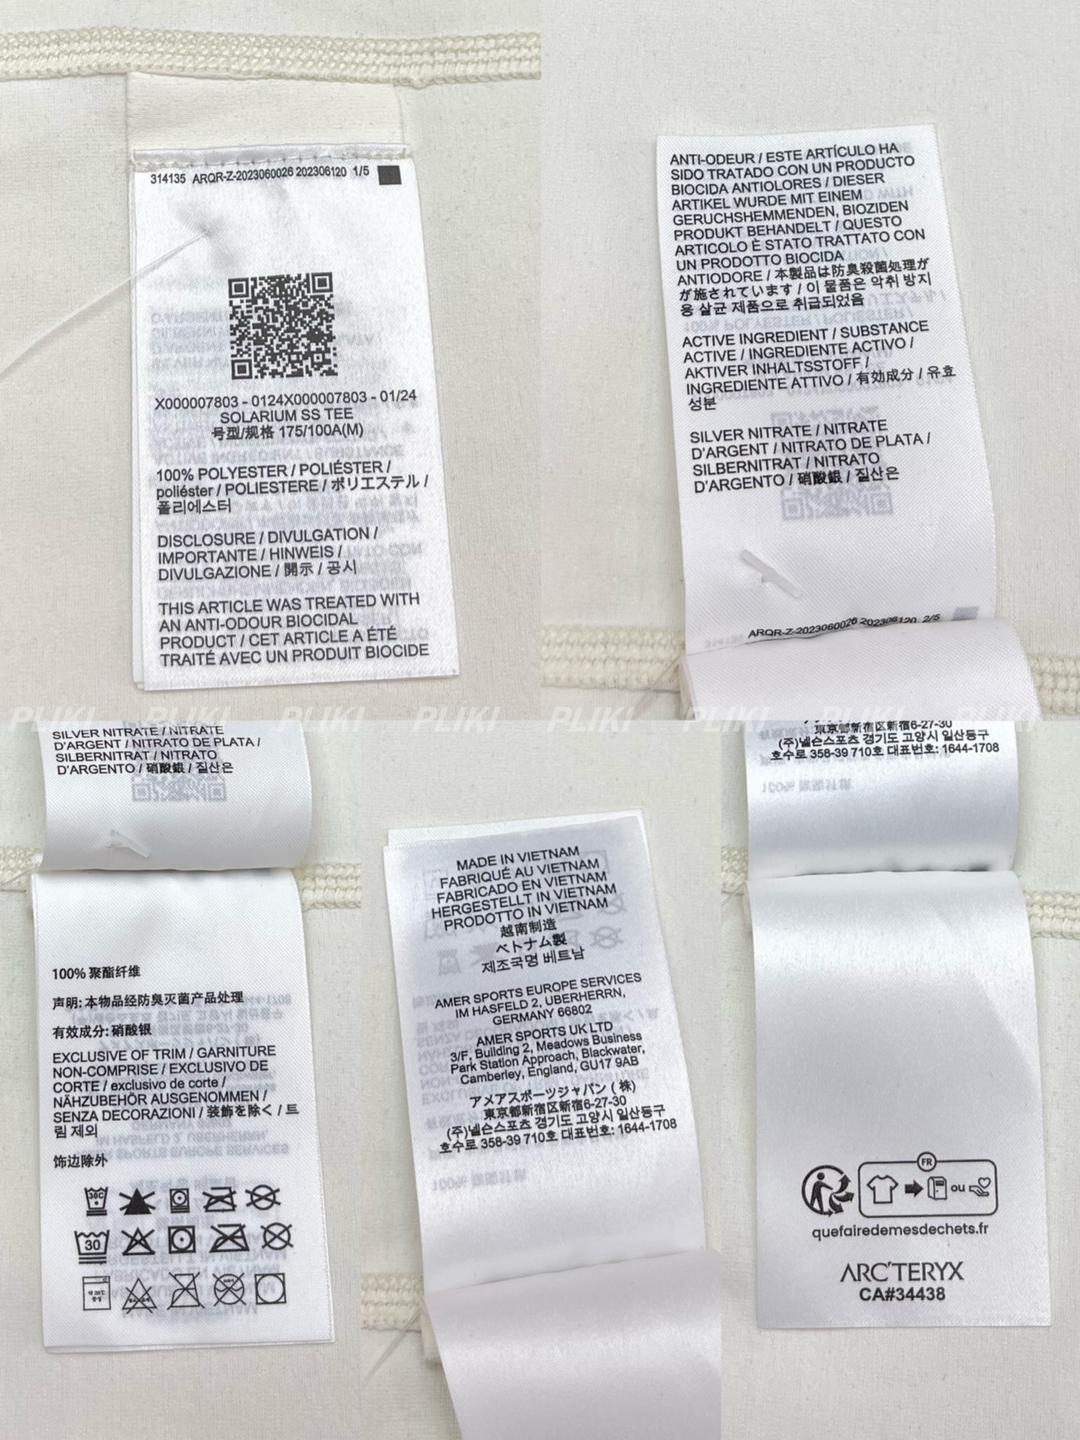 314135 ARQR-Z-2023060026 202306120 1/5
X000007803 - 0124X000007803 - 01/24
SOLARIUM SS TEE
号型/规格 175/100A(M)
100% POLYESTER / POLIÉSTER /
poliéster / POLIESTERE / ポリエステル /
폴리에스터
DISCLOSURE / DIVULGATION /
IMPORTANTE / HINWEIS /
DIVULGAZIONE / 開示 / 공시
THIS ARTICLE WAS TREATED WITH
AN ANTI-ODOUR BIOCIDAL
PRODUCT / CET ARTICLE A ÉTÉ
TRAITÉ AVEC UN PRODUIT BIOCIDE
ANTI-ODEUR / ESTE ARTÍCULO HA
SIDO TRATADO CON UN PRODUCTO
BIOCIDA ANTIOLORES / DIESER
ARTIKEL WURDE MIT EINEM
GERUCHSHEMMENDEN, BIOZIDEN
PRODUKT BEHANDELT / QUESTO
ARTICOLO È STATO TRATTATO CON
UN PRODOTTO BIOCIDA
ANTIODORE / 本製品は防臭殺菌処理が
が施されています / 이 물품은 악취 방지
용 살균 제품으로 취급되었음
ACTIVE INGREDIENT / SUBSTANCE
ACTIVE / INGREDIENTE ACTIVO /
AKTIVER INHALTSSTOFF /
INGREDIENTE ATTIVO / 有効成分 / 유효
성분
SILVER NITRATE / NITRATE
D'ARGENT / NITRATO DE PLATA /
SILBERNITRAT / NITRATO
D'ARGENTO / 硝酸銀 / 질산은
ARQR-Z-2023060026 202306120 2/5
PLIKI PLIKI PLIKI PLIKI PLIKI PLIKI PLIKI PLIKI
SILVER NITRATE / NITRATE
D'ARGENT / NITRATO DE PLATA /
SILBERNITRAT / NITRATO
D'ARGENTO / 硝酸銀 / 질산은
100% 聚酯纤维
声明: 本物品经防臭灭菌产品处理
有效成分: 硝酸银
EXCLUSIVE OF TRIM / GARNITURE
NON-COMPRISE / EXCLUSIVO DE
CORTE / exclusivo de corte /
NÄHZUBEHÖR AUSGENOMMEN /
SENZA DECORAZIONI / 装飾を除く / 트
림 제외
饰边除外
30C
30
MADE IN VIETNAM
FABRIQUÉ AU VIETNAM
FABRICADO EN VIETNAM
HERGESTELLT IN VIETNAM
PRODOTTO IN VIETNAM
越南制造
ベトナム製
제조국명 베트남
AMER SPORTS EUROPE SERVICES
IM HASFELD 2, UBERHERRN,
GERMANY 66802
AMER SPORTS UK LTD
3/F, Building 2, Meadows Business
Park Station Approach, Blackwater,
Camberley, England, GU17 9AB
アメアスポーツジャパン ( 株)
東京都新宿区新宿6-27-30
(주)넬슨스포츠 경기도 고양시 일산동구
호수로 358-39 710호 대표번호: 1644-1708
東京都新宿区新宿6-27-30
(주)넬슨스포츠 경기도 고양시 일산동구
호수로 358-39 710호 대표번호: 1644-1708
FR
ou
quefairedemesdechets.fr
ARC'TERYX
CA#34438